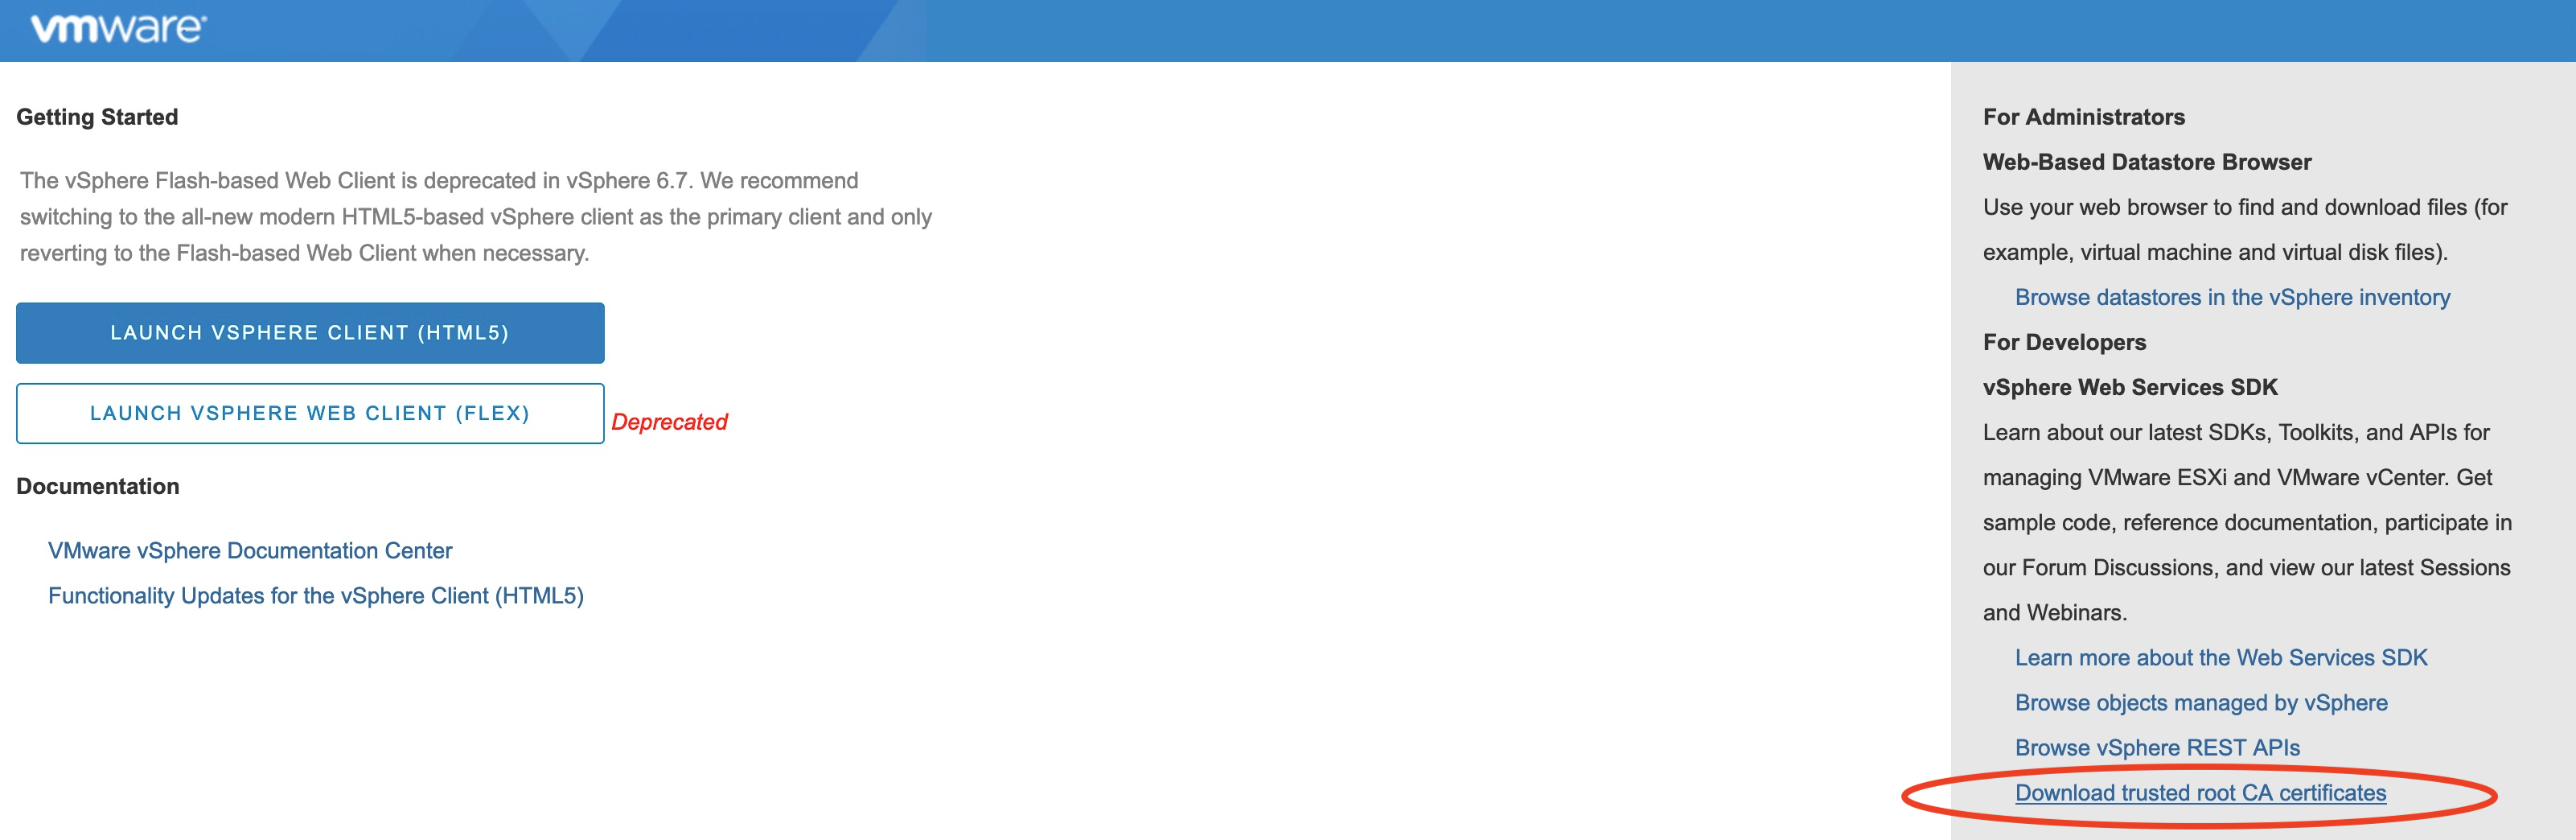 vmware
Getting Started
The vSphere Flash-based Web Client is deprecated in vSphere 6.7. We recommend
switching to the all-new modern HTML5-based vSphere client as the primary client and only
reverting to the Flash-based Web Client when necessary.
LAUNCH VSPHERE CLIENT (HTML5)
LAUNCH VSPHERE WEB CLIENT (FLEX)
Deprecated
Documentation
VMware vSphere Documentation Center
Functionality Updates for the vSphere Client (HTML5)
For Administrators
Web-Based Datastore Browser
Use your web browser to find and download files (for
example, virtual machine and virtual disk files).
Browse datastores in the vSphere inventory
For Developers
vSphere Web Services SDK
Learn about our latest SDKs, Toolkits, and APIs for
managing VMware ESXi and VMware vCenter. Get
sample code, reference documentation, participate in
our Forum Discussions, and view our latest Sessions
and Webinars.
Learn more about the Web Services SDK
Browse objects managed by vSphere
Browse vSphere REST APIs
Download trusted root CA certificates